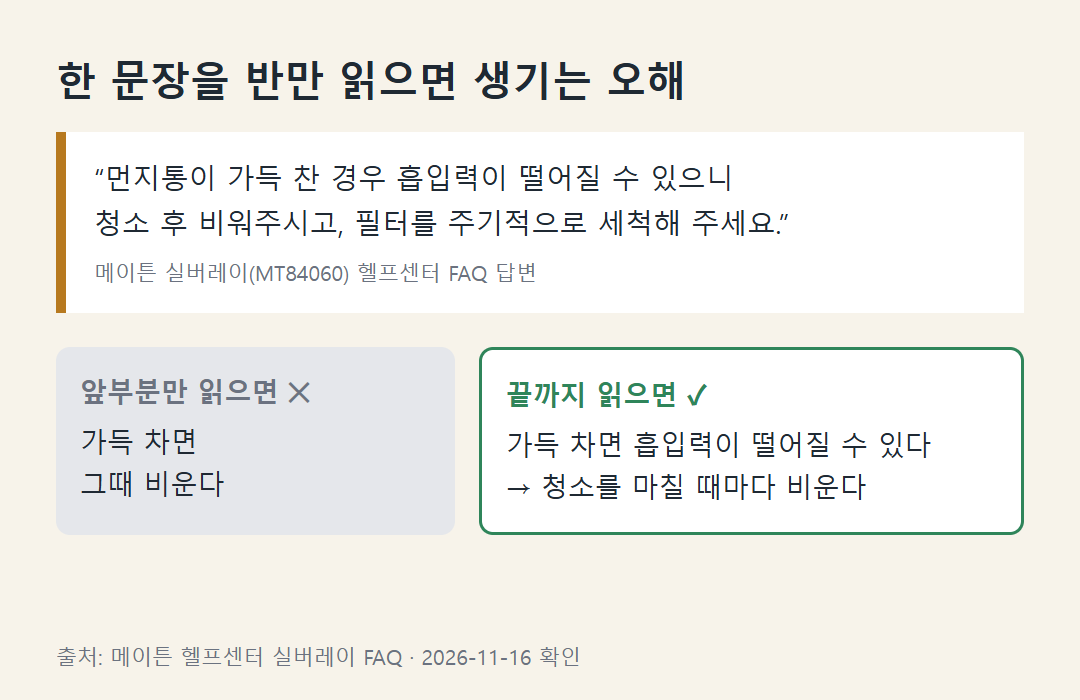 한 문장을 반만 읽으면 생기는 오해
“먼지통이 가득 찬 경우 흡입력이 떨어질 수 있으니
청소 후 비워주시고, 필터를 주기적으로 세척해 주세요.”
메이튼 실버레이(MT84060) 헬프센터 FAQ 답변
앞부분만 읽으면 ✕
가득 차면
그때 비운다
끝까지 읽으면 ✓
가득 차면 흡입력이 떨어질 수 있다
→ 청소를 마칠 때마다 비운다
출처: 메이튼 헬프센터 실버레이 FAQ · 2026-11-16 확인